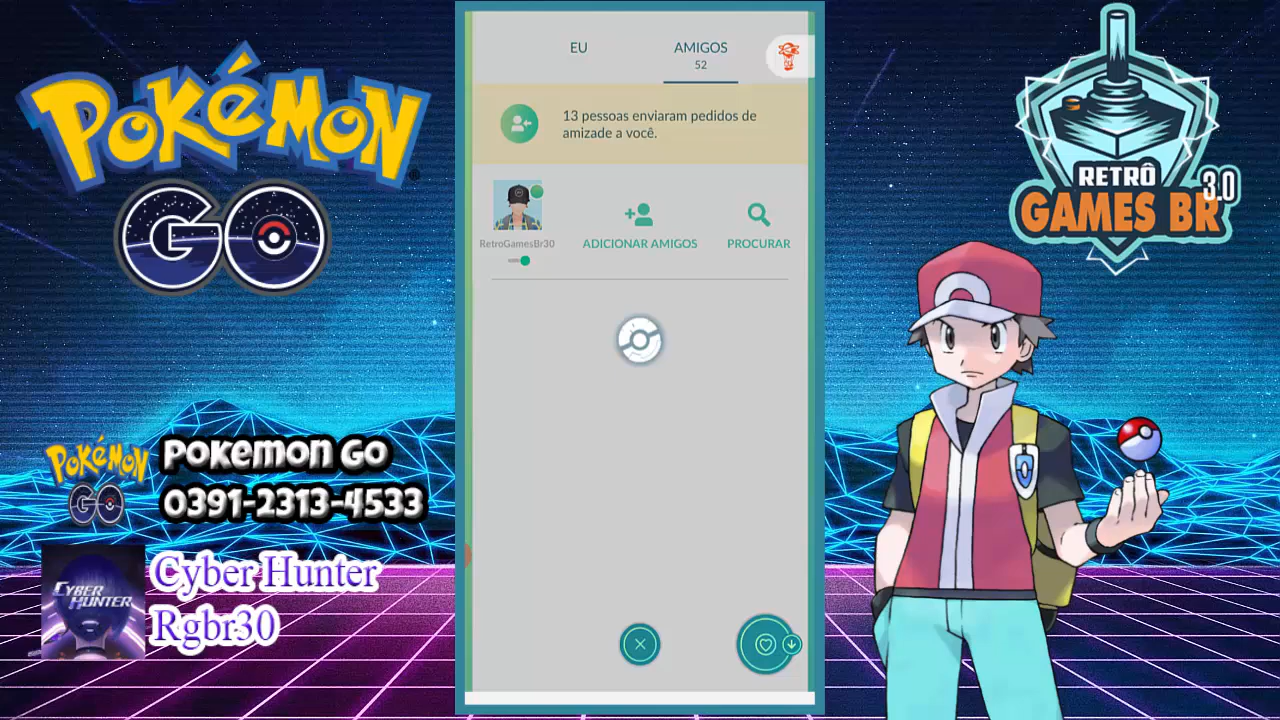 POKÉMON
GO
EU
AMIGOS
52
13 pessoas enviaram pedidos de
amizade a você.
RetroGamesBr30
ADICIONAR AMIGOS
PROCURAR
RETRÔ
GAMES BR
3.0
POKÉMON
GO
Pokemon Go
0391-2313-4533
CYBER
HUNTER
Cyber Hunter
Rgbr30